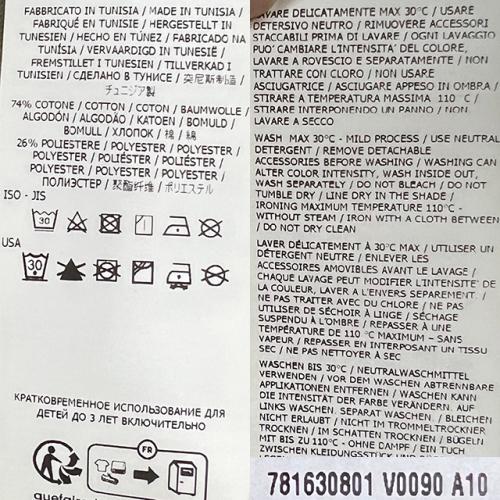 FABBRICATO IN TUNISIA / MADE IN TUNISIA /
FABRIQUÉ EN TUNISIE / HERGESTELLT IN
TUNESIEN / HECHO EN TÚNEZ / FABRICADO NA
TUNÍSIA / VERVAARDIGD IN TUNESIË /
FREMSTILLET I TUNESIEN / TILLVERKAD I
TUNISIEN / СДЕЛАНО В ТУНИСЕ / 突尼斯制造 /
チュニジア製
74% COTONE / COTTON / COTON / BAUMWOLLE /
ALGODÓN / ALGODÃO / KATOEN / BOMULD /
BOMULL / ХЛОПОК / 棉 / 綿
26% POLIESTERE / POLYESTER / POLYESTER /
POLYESTER / POLIÉSTER / POLIÉSTER /
POLYESTER / POLYESTER / POLYESTER /
ПОЛИЭСТЕР / 聚酯纤维 / ポリエステル
ISO - JIS
30
USA
30
КРАТКОВРЕМЕННОЕ ИСПОЛЬЗОВАНИЕ ДЛЯ
ДЕТЕЙ ДО 3 ЛЕТ ВКЛЮЧИТЕЛЬНО
FR
LAVARE DELICATAMENTE MAX 30°C / USARE
DETERSIVO NEUTRO / RIMUOVERE ACCESSORI
STACCABILI PRIMA DI LAVARE / OGNI LAVAGGIO
PUO' CAMBIARE L'INTENSITA' DEL COLORE,
LAVARE A ROVESCIO E SEPARATAMENTE / NON
TRATTARE CON CLORO / NON USARE
ASCIUGATRICE / ASCIUGARE APPESO IN OMBRA /
STIRARE A TEMPERATURA MASSIMA 110 °C /
STIRARE INTERPONENDO UN PANNO / NON
LAVARE A SECCO
WASH MAX 30°C - MILD PROCESS / USE NEUTRAL
DETERGENT / REMOVE DETACHABLE
ACCESSORIES BEFORE WASHING / WASHING CAN
ALTER COLOR INTENSITY, WASH INSIDE OUT,
WASH SEPARATELY / DO NOT BLEACH / DO NOT
TUMBLE DRY / LINE DRY IN THE SHADE /
IRONING MAXIMUM TEMPERATURE 110°C -
WITHOUT STEAM / IRON WITH A CLOTH BETWEEN
/ DO NOT DRY CLEAN
LAVER DÉLICATEMENT À 30°C MAX / UTILISER UN
DÉTERGENT NEUTRE / ENLEVER LES
ACCESSOIRES AMOVIBLES AVANT LE LAVAGE /
CHAQUE LAVAGE PEUT MODIFIER L'INTENSITÉ DE
LA COULEUR, LAVER A L'ENVERS SEPAREMENT. /
NE PAS TRAITER AVEC DU CHLORE / NE PAS
UTILISER DE SÉCHOIR À LINGE / SÉCHAGE
SUSPENDU À L'OMBRE / REPASSER À UNE
TEMPÉRATURE DE 110 °C MAXIMUM – SANS
VAPEUR / REPASSER EN INTERPOSANT UN TISSU
SEC / NE PAS NETTOYER À SEC
WASCHEN BIS 30°C / NEUTRALWASCHMITTEL
VERWENDEN / VOR DEM WASCHEN ABTRENNBARE
APPLIKATIONEN ENTFERNEN / WASCHEN KANN
DIE INTENSITÄT DER FARBE VERÄNDERN. AUF
LINKS WASCHEN. SEPARAT WASCHEN. / BLEICHEN
NICHT ERLAUBT / NICHT IM TROMMELTROCKNER
TROCKNEN / IM SCHATTEN TROCKNEN / BÜGELN
MIT BIS ZU 110°C - OHNE DAMPF / EIN TUCH
781630801 V0090 A10